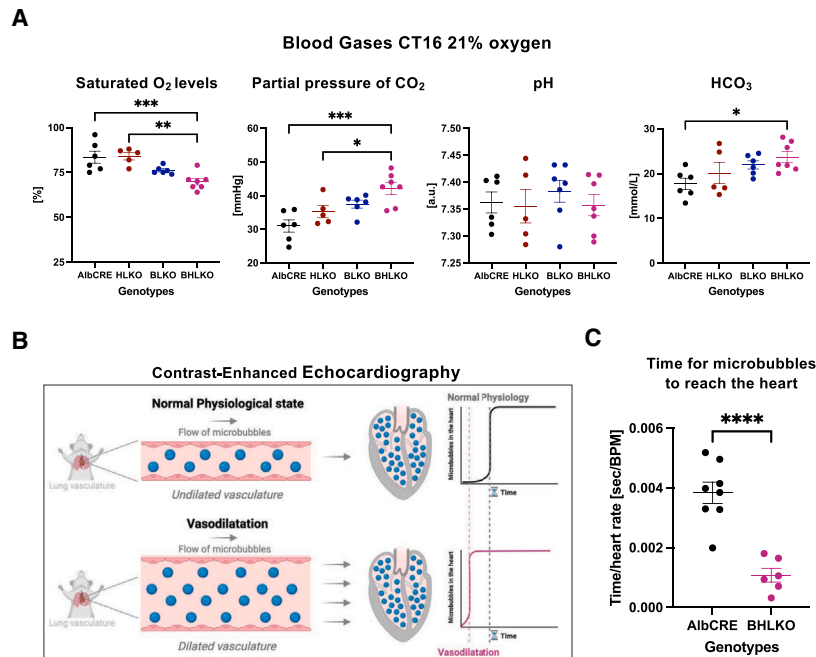 A
Blood Gases CT16 21% oxygen
Saturated O₂ levels
***
**
100
75
50
25
[%]
AlbCRE HLKO BLKO BHLKO
Genotypes
Partial pressure of CO₂
***
*
60
50
40
30
20
[mmHg]
AlbCRE HLKO BLKO BHLKO
Genotypes
pH
7.50
7.45
7.40
7.35
7.30
7.25
[a.u.]
AlbCRE HLKO BLKO BHLKO
Genotypes
HCO₃
*
30
20
10
0
[mmol/L]
AlbCRE HLKO BLKO BHLKO
Genotypes
B
Contrast-Enhanced Echocardiography
Normal Physiological state
Flow of microbubbles
Lung vasculature
Undilated vasculature
Normal Physiology
Microbubbles in the heart
Time
Vasodilatation
Flow of microbubbles
Lung vasculature
Dilated vasculature
Microbubbles in the heart
Time
Vasodilatation
C
Time for microbubbles
to reach the heart
****
0.006
0.004
0.002
0.000
Time/heart rate [sec/BPM]
AlbCRE BHLKO
Genotypes